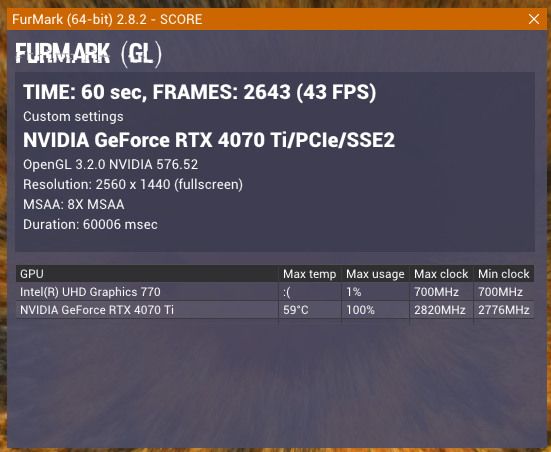 FurMark (64-bit) 2.8.2 - SCORE
FURMARK (GL)
TIME: 60 sec, FRAMES: 2643 (43 FPS)
Custom settings
NVIDIA GeForce RTX 4070 Ti/PCIe/SSE2
OpenGL 3.2.0 NVIDIA 576.52
Resolution: 2560 x 1440 (fullscreen)
MSAA: 8X MSAA
Duration: 60006 msec
GPU Max temp Max usage Max clock Min clock
Intel(R) UHD Graphics 770 :( 1% 700MHz 700MHz
NVIDIA GeForce RTX 4070 Ti 59°C 100% 2820MHz 2776MHz